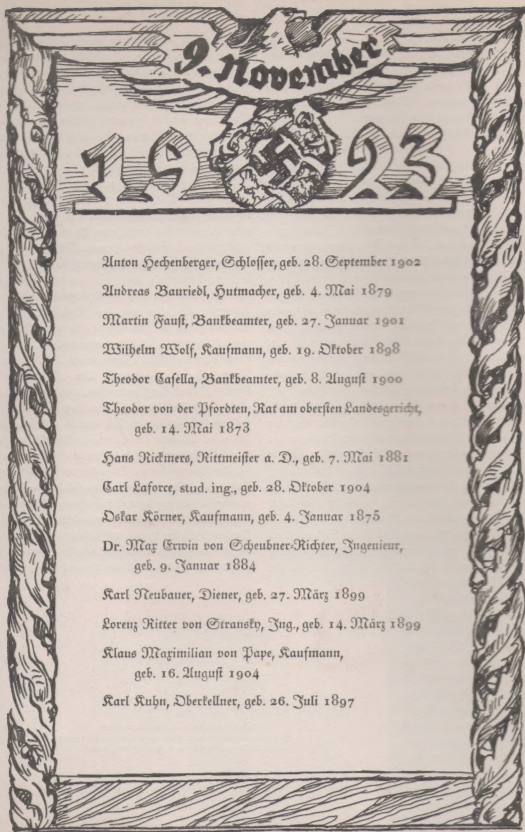 9. November
1923
Anton Hechenberger, Schlosser, geb. 28. September 1902
Andreas Bauriedl, Hutmacher, geb. 4. Mai 1879
Martin Faust, Bankbeamter, geb. 27. Januar 1901
Wilhelm Wolf, Kaufmann, geb. 19. Oktober 1898
Theodor Casella, Bankbeamter, geb. 8. August 1900
Theodor von der Pfordten, Rat am obersten Landesgericht,
geb. 14. Mai 1873
Hans Rickmers, Rittmeister a. D., geb. 7. Mai 1881
Carl Laforce, stud. ing., geb. 28. Oktober 1904
Oskar Körner, Kaufmann, geb. 4. Januar 1875
Dr. Max Erwin von Scheubner-Richter, Ingenieur,
geb. 9. Januar 1884
Karl Neubauer, Diener, geb. 27. März 1899
Lorenz Ritter von Stransky, Ing., geb. 14. März 1899
Klaus Maximilian von Pape, Kaufmann,
geb. 16. August 1904
Karl Kuhn, Oberkellner, geb. 26. Juli 1897